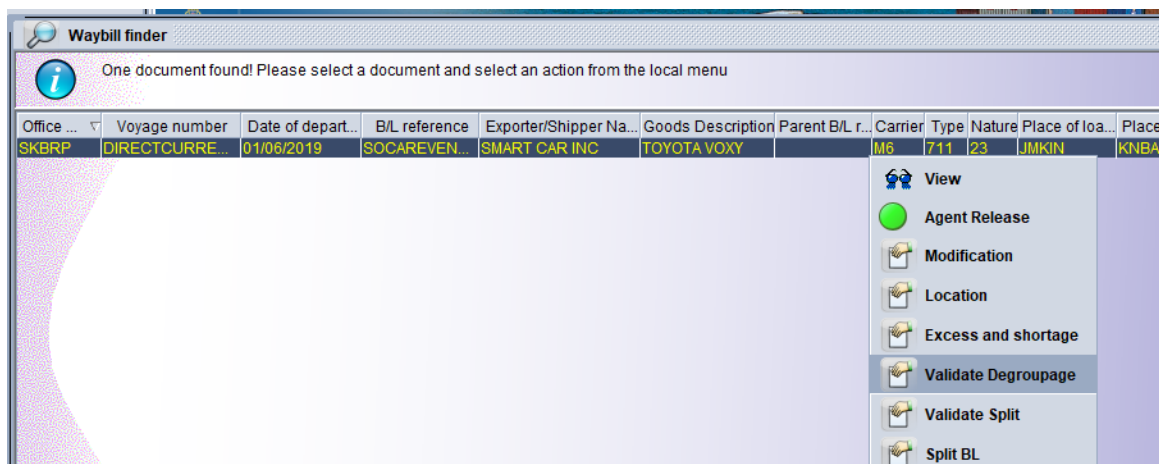 Waybill finder
One document found! Please select a document and select an action from the local menu
Office ... Voyage number Date of depart... B/L reference Exporter/Shipper Na... Goods Description Parent B/L r... Carrier Type Nature Place of loa... Place
SKBRP DIRECTCURRE... 01/06/2019 SOCAREVEN... SMART CAR INC TOYOTA VOXY M6 711 23 JMKIN KNBA
View
Agent Release
Modification
Location
Excess and shortage
Validate Degroupage
Validate Split
Split BL